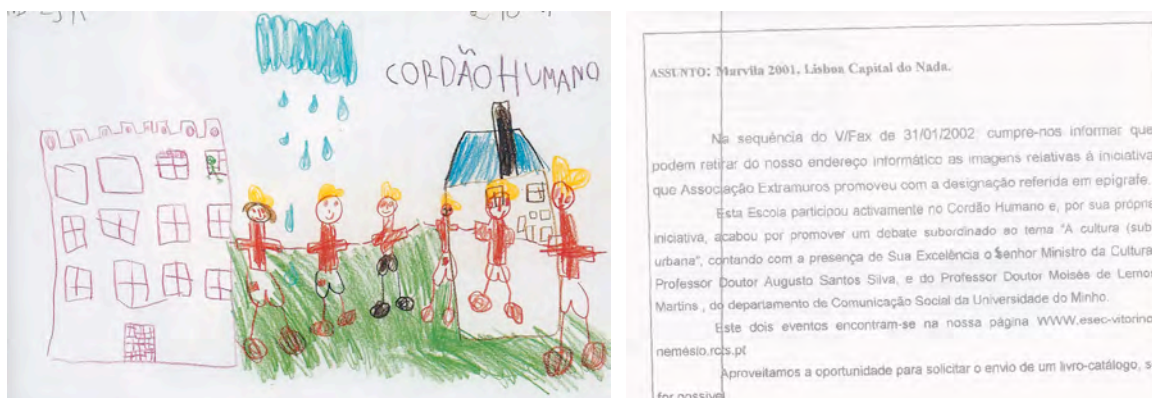 CORDÃO HUMANO
ASSUNTO: Marvila 2001. Lisboa Capital do Nada.
Na sequência do V/Fax de 31/01/2002 cumpre-nos informar que
podem retirar do nosso endereço informático as imagens relativas á iniciativa
que Associação Extramuros promoveu com a designação referida em epigrafe.
Esta Escola participou activamente no Cordão Humano e, por sua própria
iniciativa, acabou por promover um debate subordinado ao tema "A cultura (sub
urbana", contando com a presença de Sua Excelência o Senhor Ministro da Cultura
Professor Doutor Augusto Santos Silva, e do Professor Doutor Moisés de Lemos
Martins , do departamento de Comunicação Social da Universidade do Minho.
Este dois eventos encontram-se na nossa página WWW.esec-vitorino
nemésio.rcts.pt
Aproveitamos a oportunidade para solicitar o envio de um livro-catálogo, s
for possivel